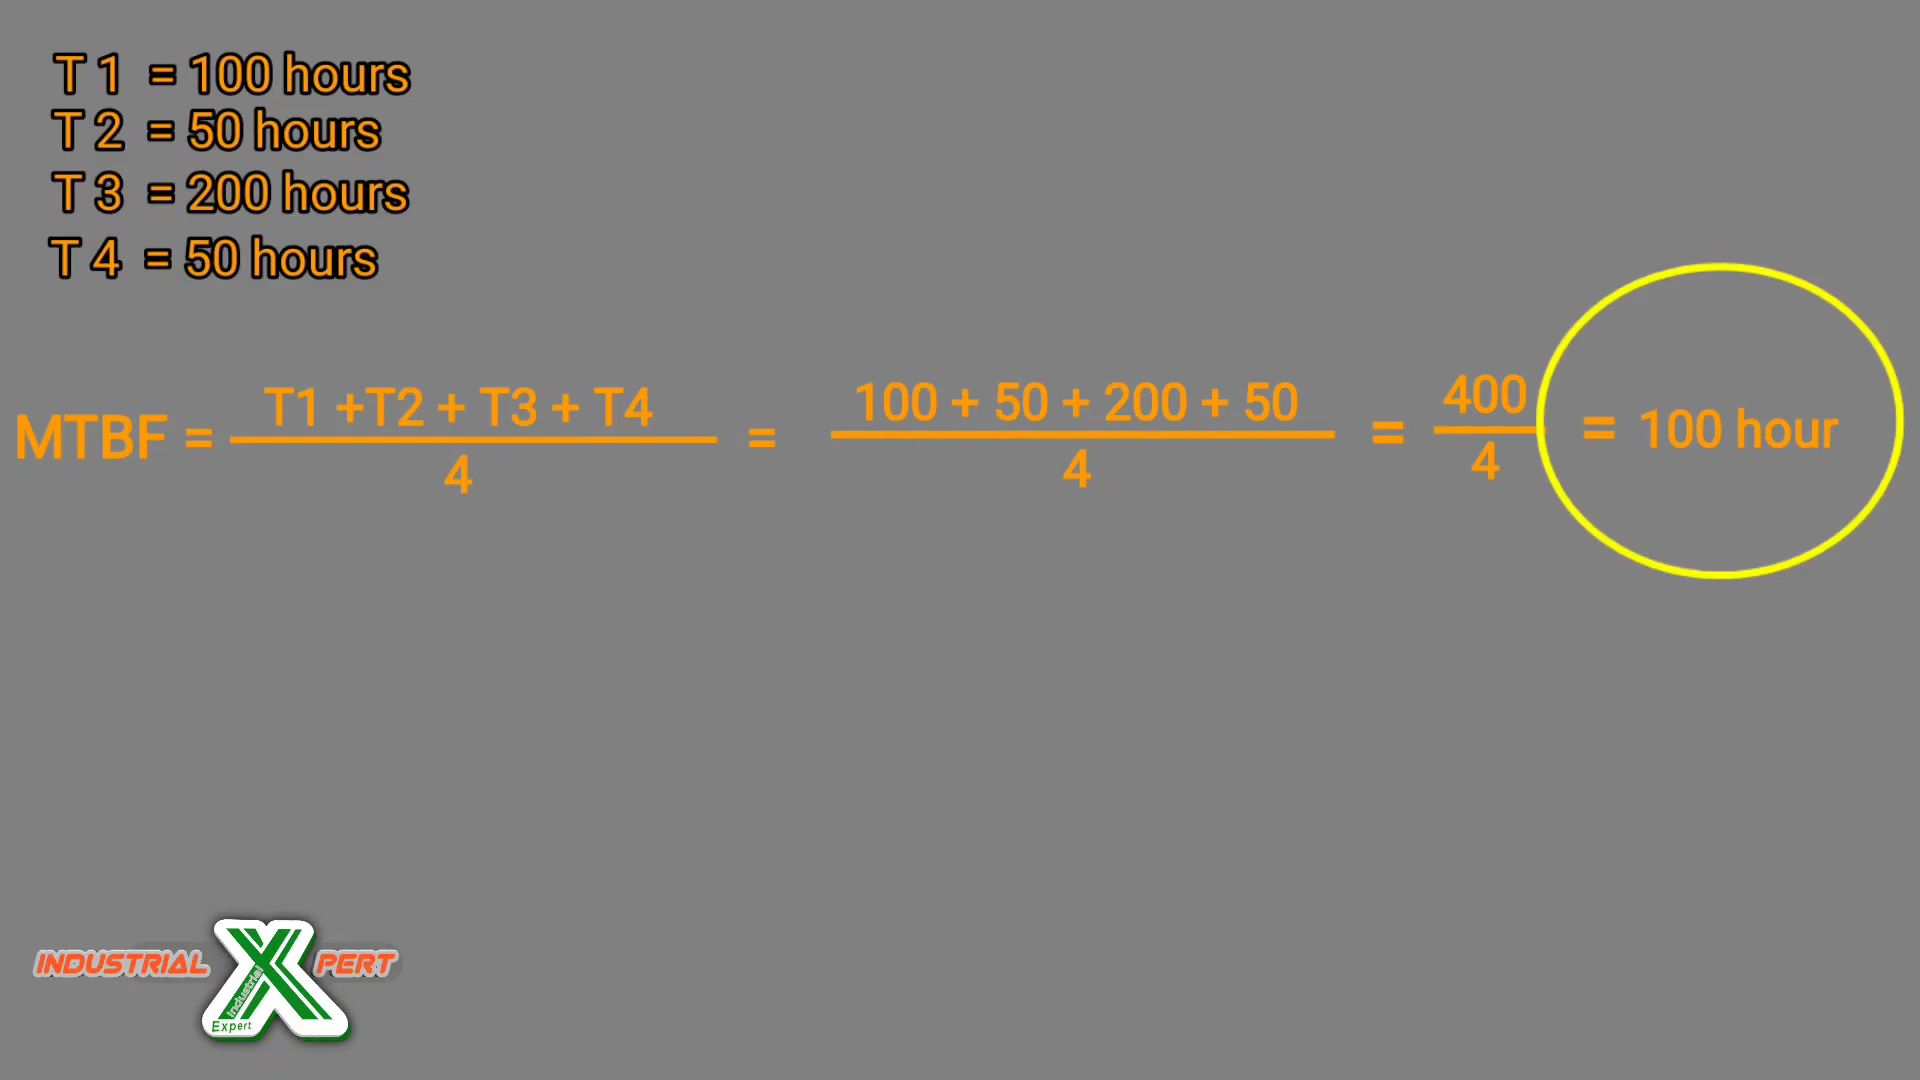 T 1 = 100 hours
T 2 = 50 hours
T 3 = 200 hours
T 4 = 50 hours
MTBF = T1 +T2 + T3 + T4 = 100 + 50 + 200 + 50 = 400 = 100 hour
4 4 4
INDUSTRIAL X PERT
Industrial
Expert